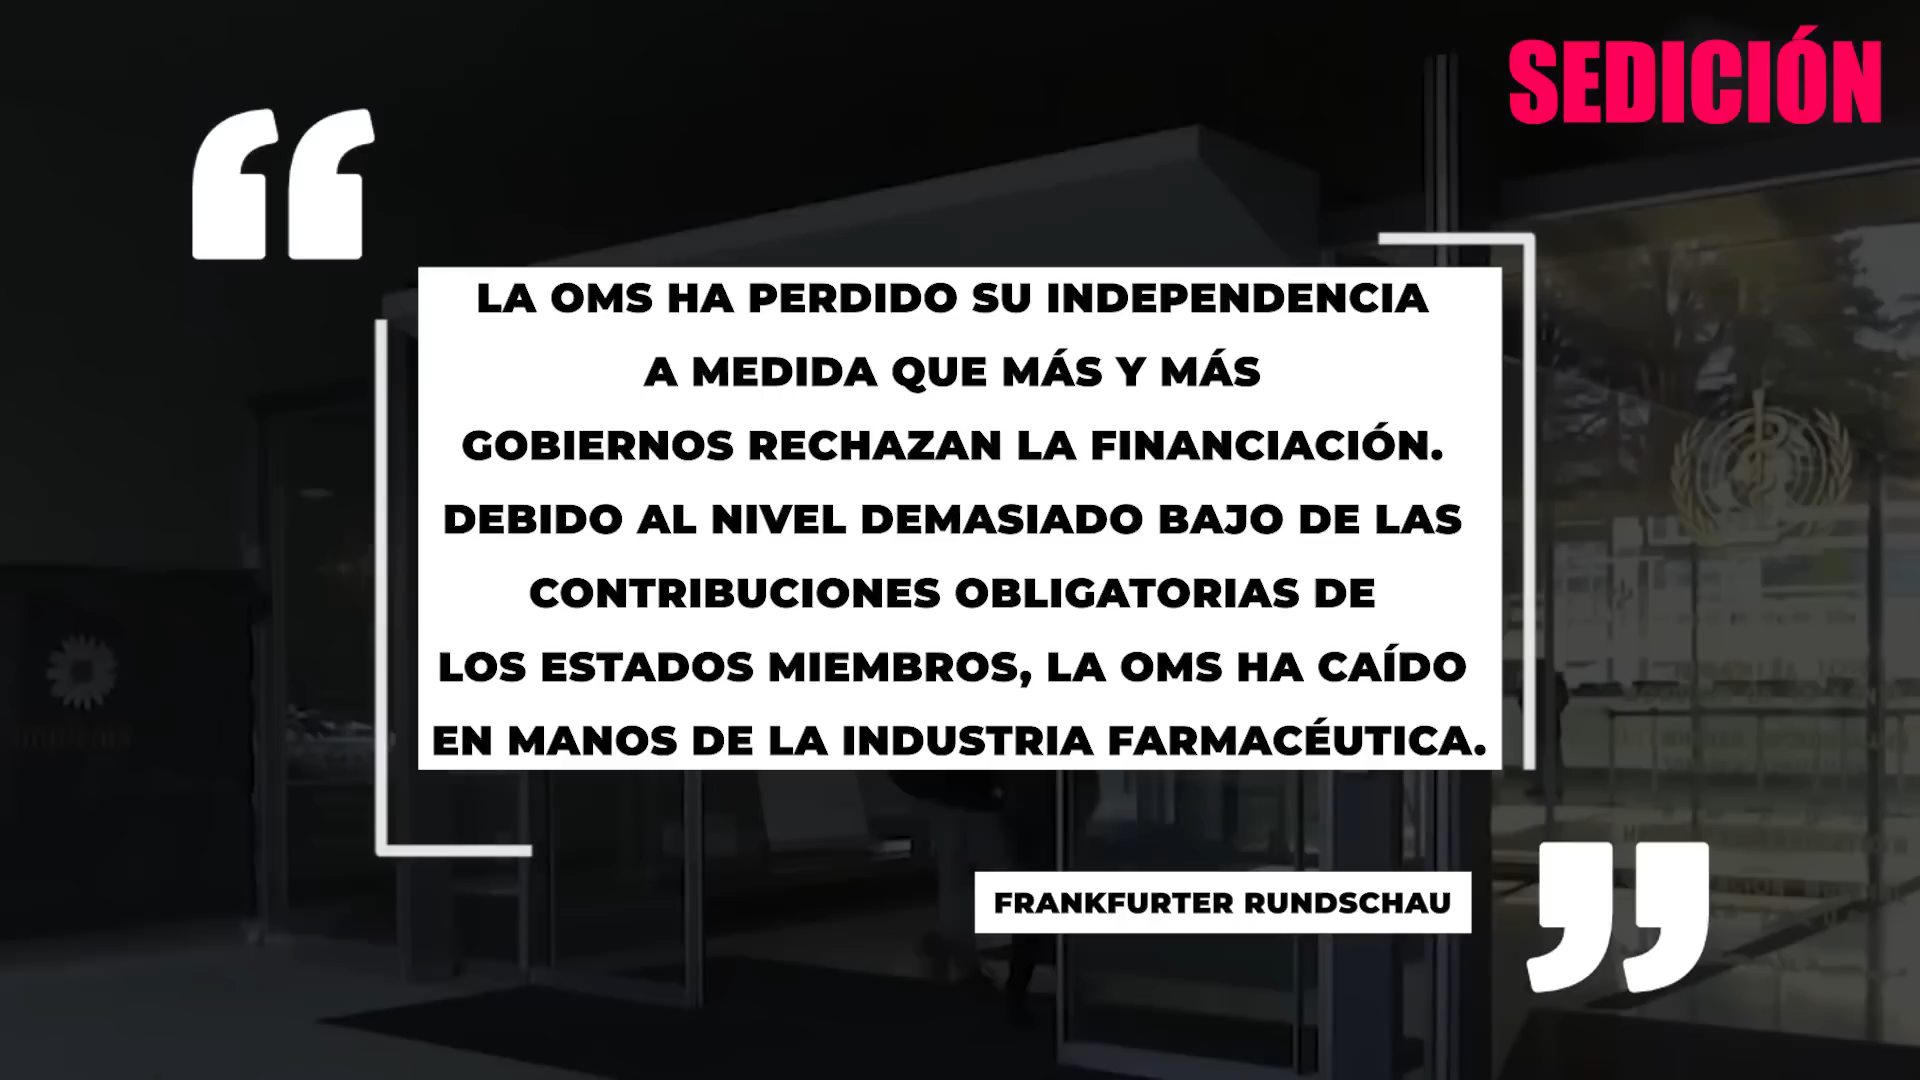 SEDICIÓN
LA OMS HA PERDIDO SU INDEPENDENCIA
A MEDIDA QUE MÁS Y MÁS
GOBIERNOS RECHAZAN LA FINANCIACIÓN.
DEBIDO AL NIVEL DEMASIADO BAJO DE LAS
CONTRIBUCIONES OBLIGATORIAS DE
LOS ESTADOS MIEMBROS, LA OMS HA CAÍDO
EN MANOS DE LA INDUSTRIA FARMACÉUTICA.
FRANKFURTER RUNDSCHAU